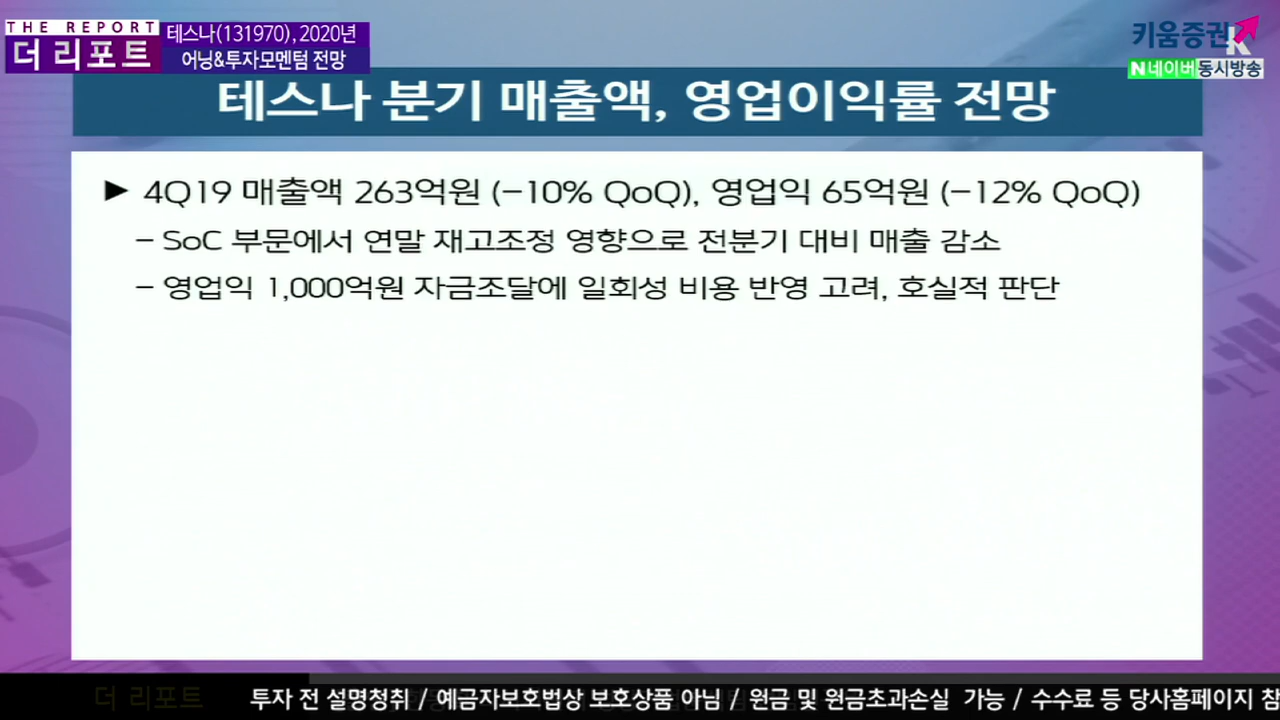 THE REPORT
더 리포트
테스나(131970), 2020년
어닝&투자모멘텀 전망
키움증권
N 네이버 동시방송
테스나 분기 매출액, 영업이익률 전망
▶ 4Q19 매출액 263억원 (-10% QoQ), 영업익 65억원 (-12% QoQ)
- SoC 부문에서 연말 재고조정 영향으로 전분기 대비 매출 감소
- 영업익 1,000억원 자금조달에 일회성 비용 반영 고려, 호실적 판단
더 리포트
투자 전 설명청취 / 예금자보호법상 보호상품 아님 / 원금 및 원금초과손실 가능 / 수수료 등 당사홈페이지 참